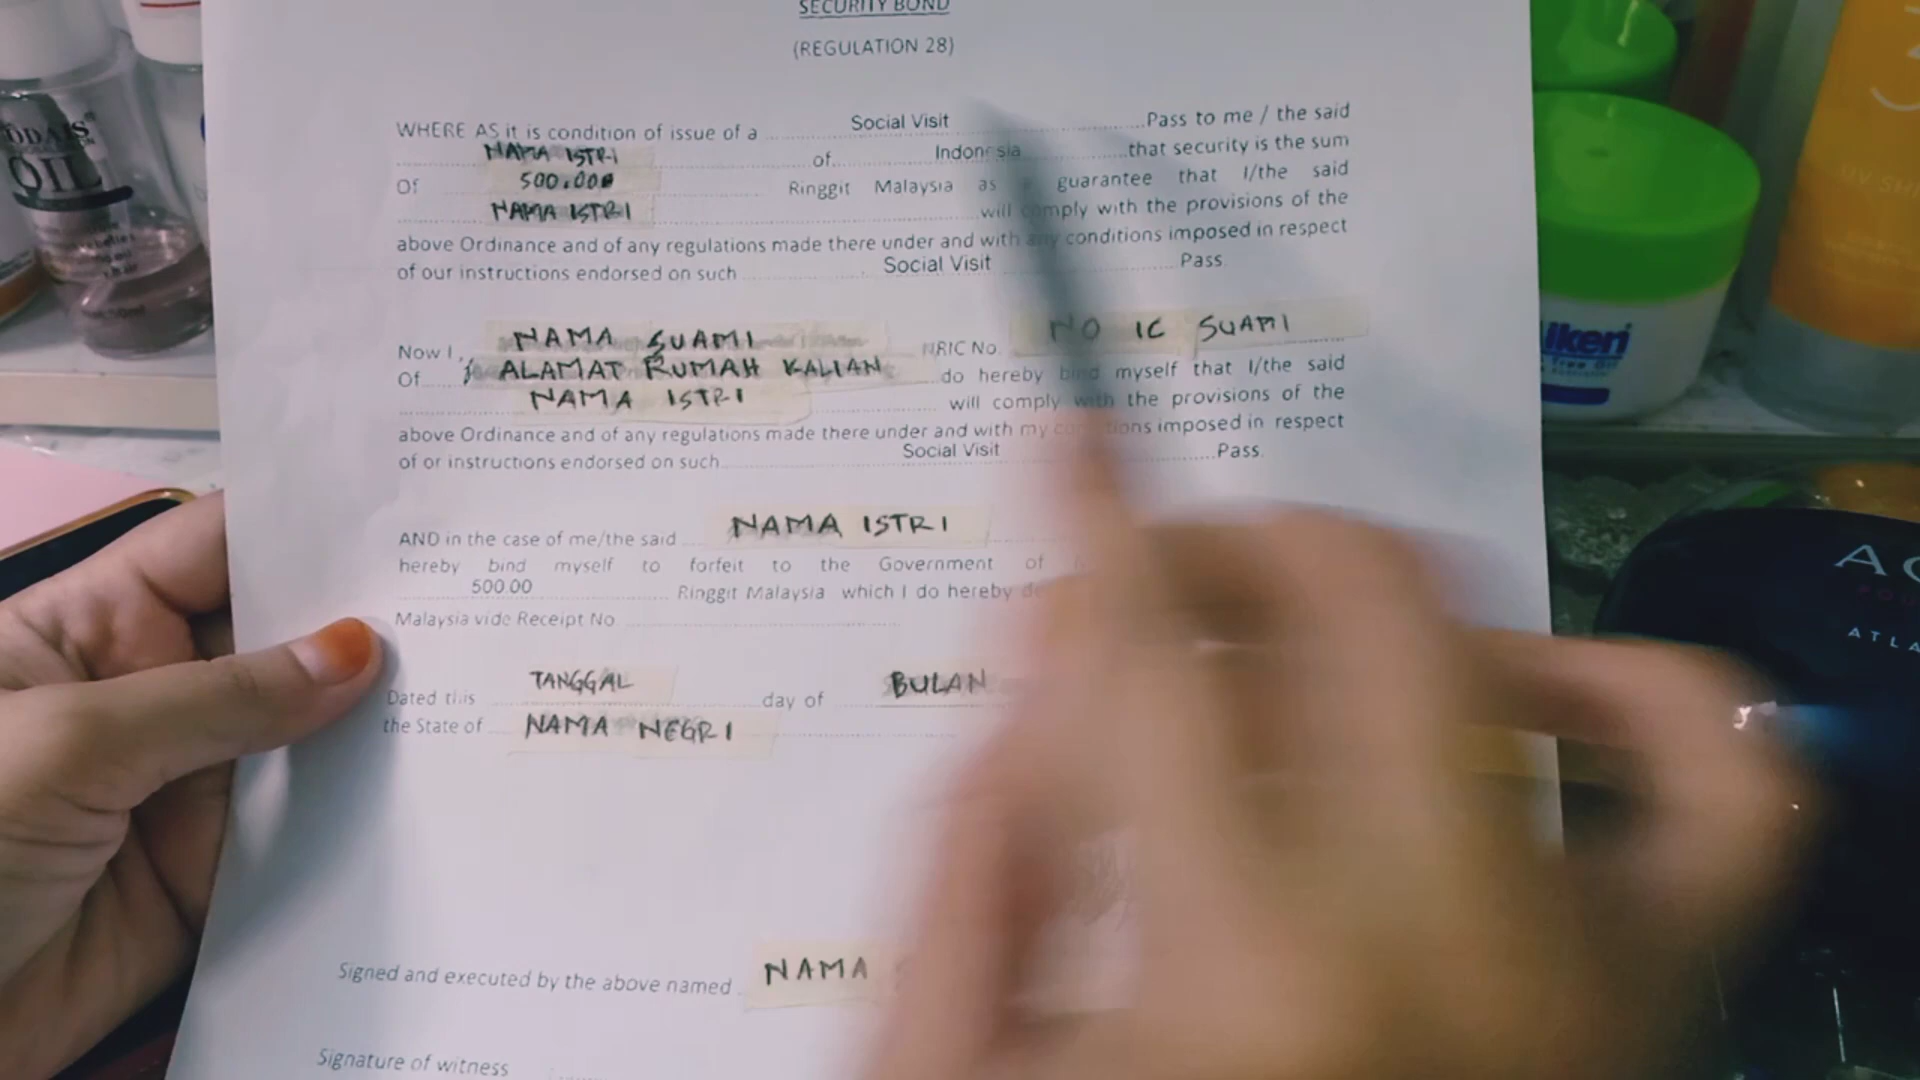 SECURITY BOND
(REGULATION 28)
WHERE AS it is condition of issue of a Social Visit Pass to me / the said
NAMA ISTRI of Indonesia that security is the sum
Of 500.00 Ringgit Malaysia as guarantee that I/the said
NAMA ISTRI will comply with the provisions of the
above Ordinance and of any regulations made there under and with any conditions imposed in respect
of our instructions endorsed on such Social Visit Pass.
Now I, NAMA SUAMI NRIC No. NO IC SUAMI
Of ALAMAT RUMAH KALIAN do hereby bind myself that I/the said
NAMA ISTRI will comply with the provisions of the
above Ordinance and of any regulations made there under and with my conditions imposed in respect
of or instructions endorsed on such Social Visit Pass.
AND in the case of me/the said NAMA ISTRI
hereby bind myself to forfeit to the Government of
500.00 Ringgit Malaysia which I do hereby
Malaysia vide Receipt No
Dated this TANGGAL day of BULAN
the State of NAMA NEGRI
Signed and executed by the above named NAMA
Signature of witness
OIL
AQ
ATLA